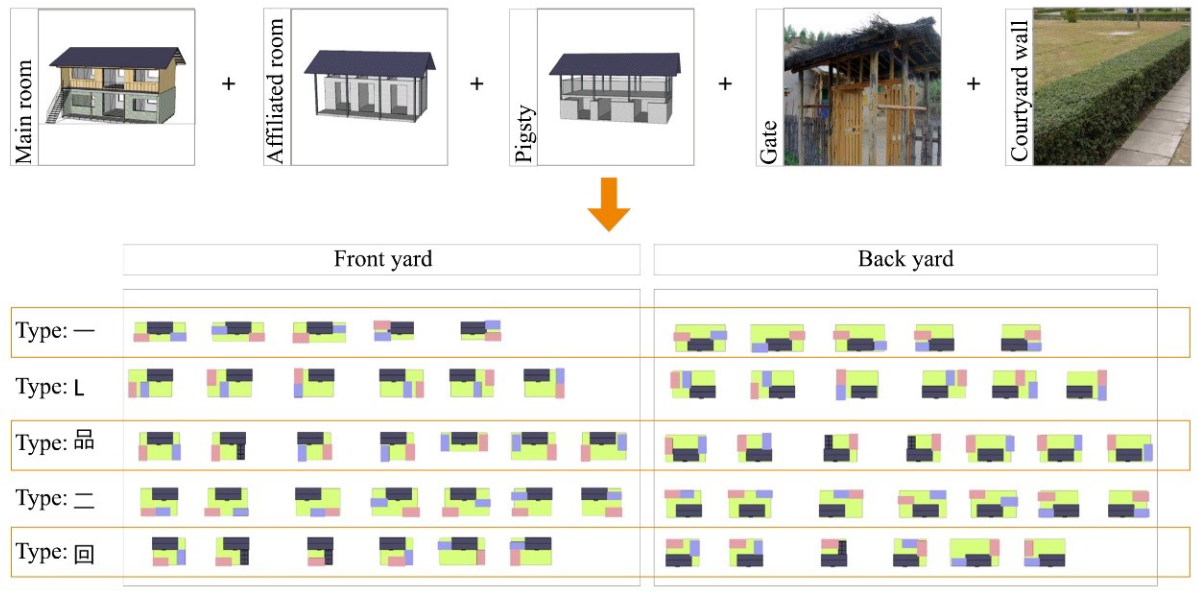 Main room
+
Affiliated room
+
Pigsty
+
Gate
+
Courtyard wall
Front yard
Back yard
Type: 一
Type: L
Type: 品
Type: 二
Type: 回